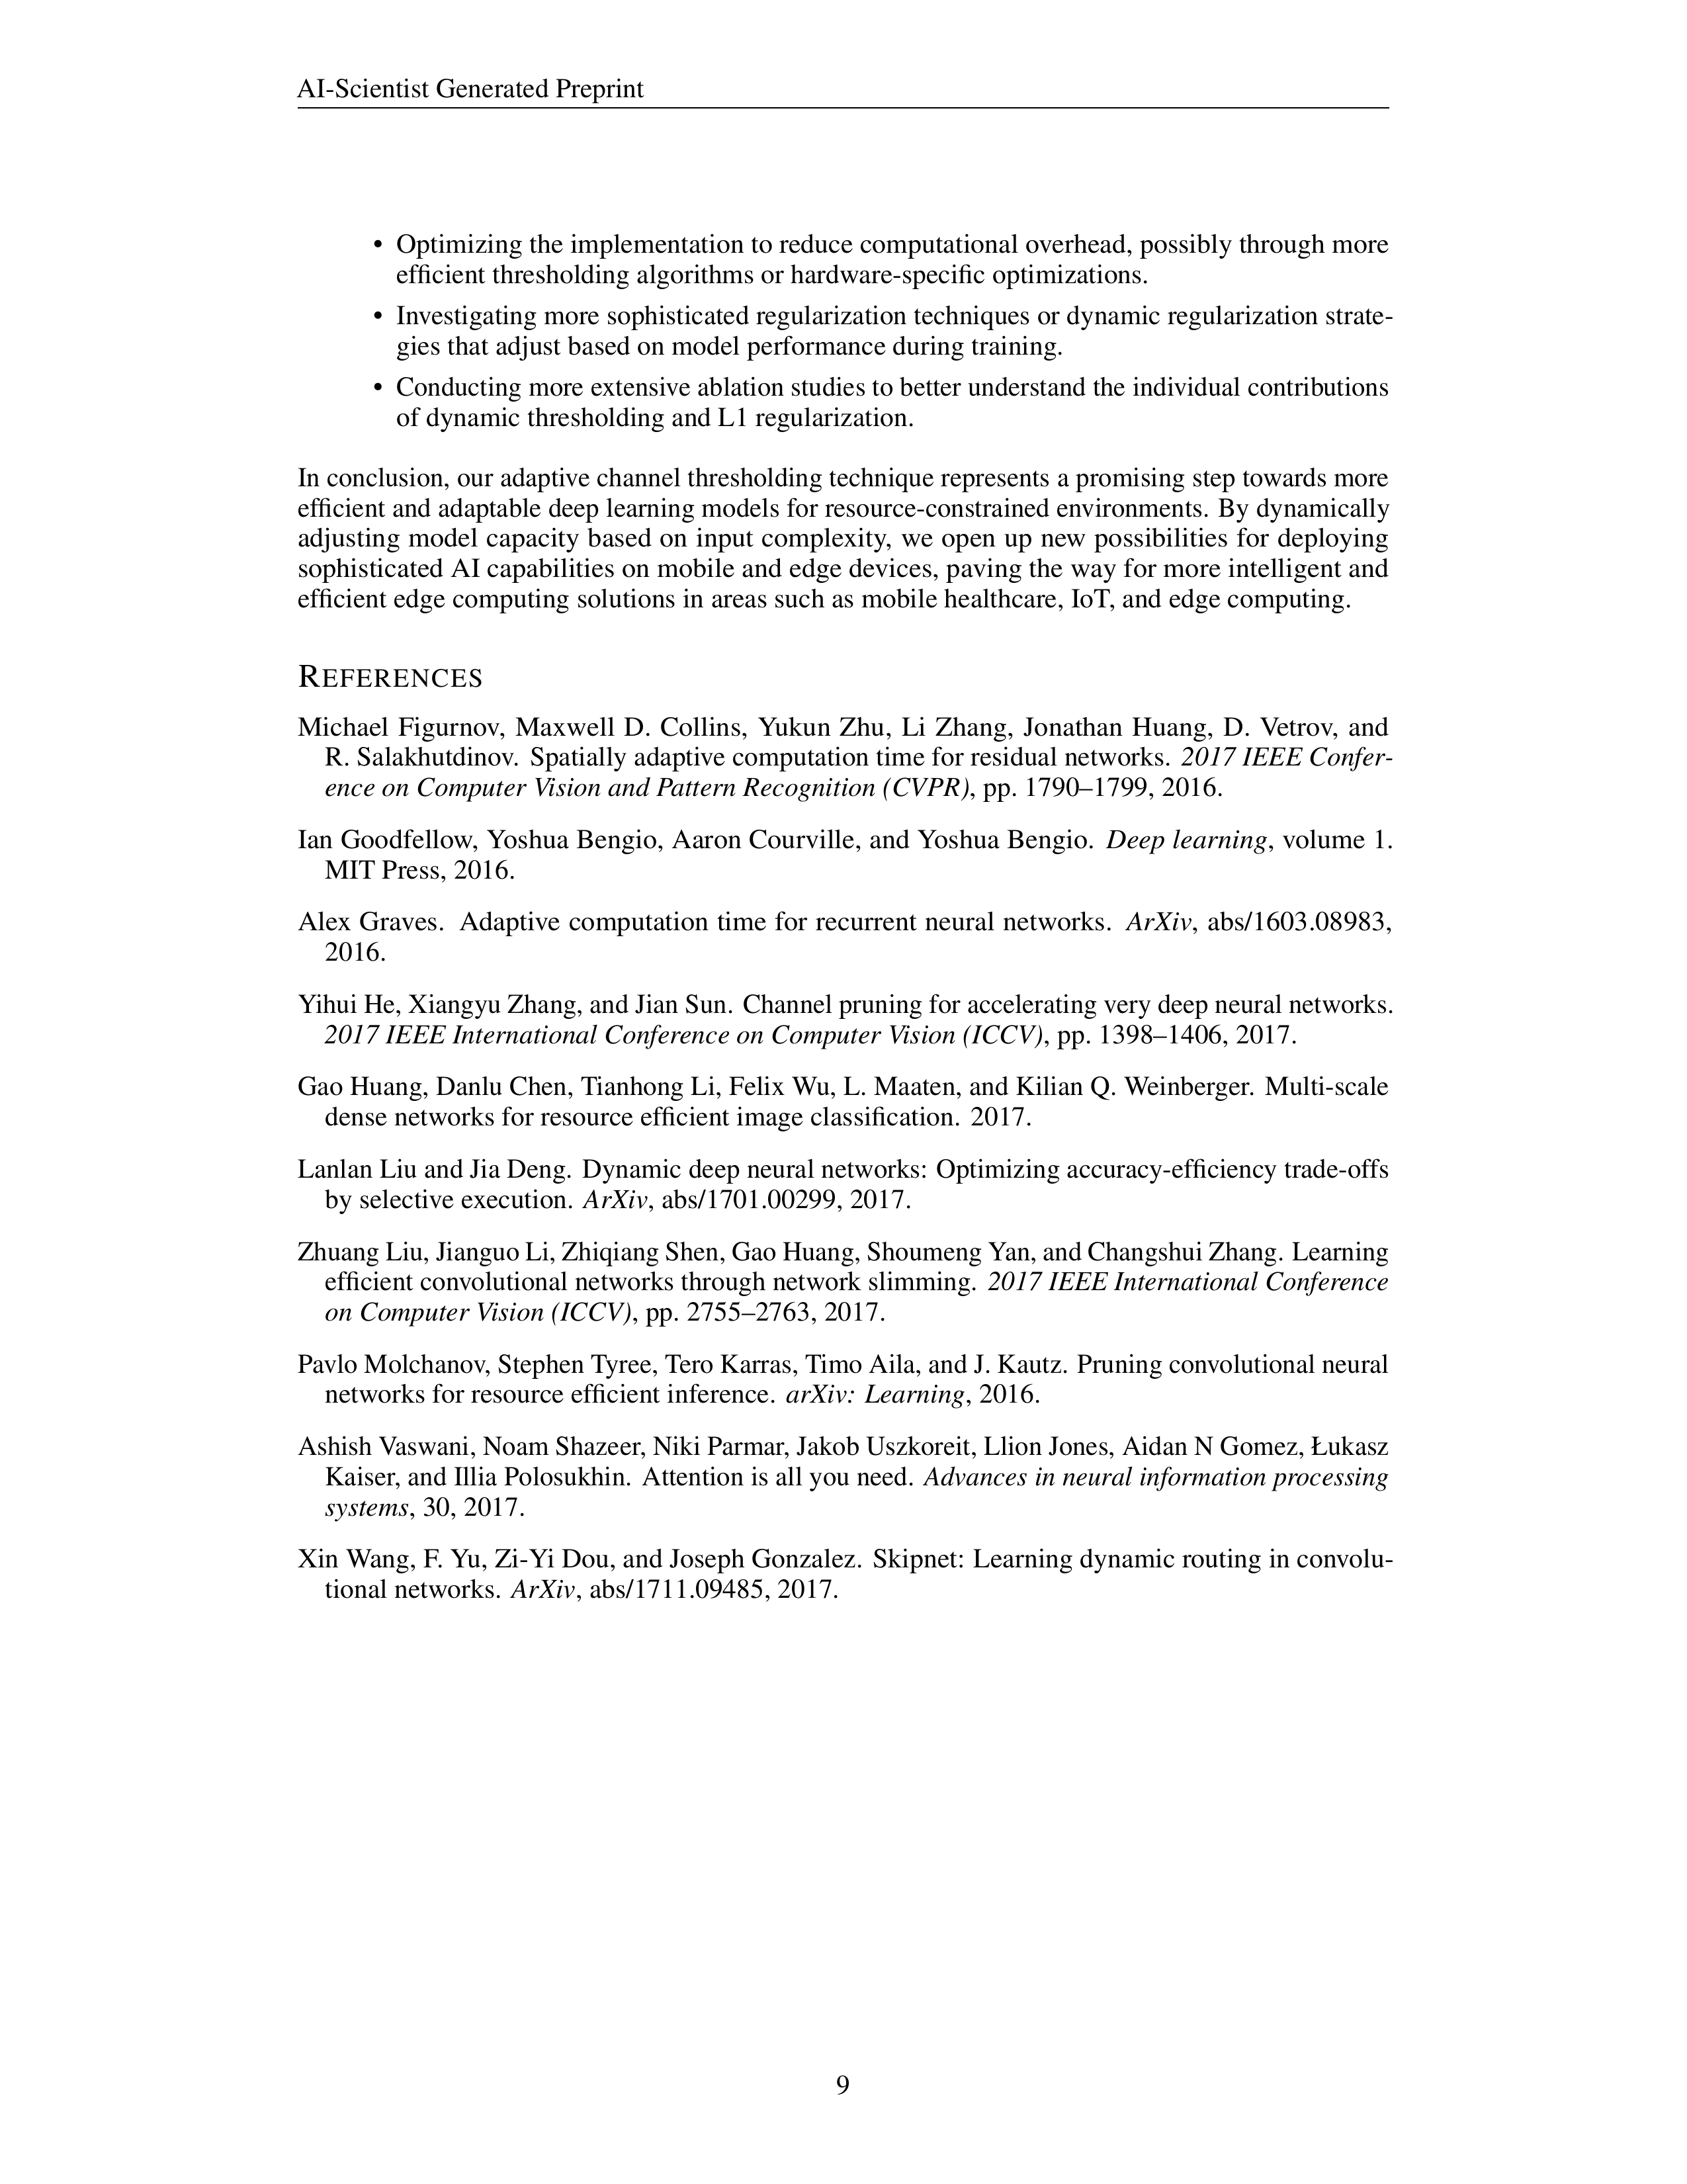 AI-Scientist Generated Preprint
• Optimizing the implementation to reduce computational overhead, possibly through more
efficient thresholding algorithms or hardware-specific optimizations.
• Investigating more sophisticated regularization techniques or dynamic regularization strate-
gies that adjust based on model performance during training.
• Conducting more extensive ablation studies to better understand the individual contributions
of dynamic thresholding and L1 regularization.
In conclusion, our adaptive channel thresholding technique represents a promising step towards more
efficient and adaptable deep learning models for resource-constrained environments. By dynamically
adjusting model capacity based on input complexity, we open up new possibilities for deploying
sophisticated AI capabilities on mobile and edge devices, paving the way for more intelligent and
efficient edge computing solutions in areas such as mobile healthcare, IoT, and edge computing.
REFERENCES
Michael Figurnov, Maxwell D. Collins, Yukun Zhu, Li Zhang, Jonathan Huang, D. Vetrov, and
R. Salakhutdinov. Spatially adaptive computation time for residual networks. 2017 IEEE Confer-
ence on Computer Vision and Pattern Recognition (CVPR), pp. 1790–1799, 2016.
Ian Goodfellow, Yoshua Bengio, Aaron Courville, and Yoshua Bengio. Deep learning, volume 1.
MIT Press, 2016.
Alex Graves. Adaptive computation time for recurrent neural networks. ArXiv, abs/1603.08983,
2016.
Yihui He, Xiangyu Zhang, and Jian Sun. Channel pruning for accelerating very deep neural networks.
2017 IEEE International Conference on Computer Vision (ICCV), pp. 1398–1406, 2017.
Gao Huang, Danlu Chen, Tianhong Li, Felix Wu, L. Maaten, and Kilian Q. Weinberger. Multi-scale
dense networks for resource efficient image classification. 2017.
Lanlan Liu and Jia Deng. Dynamic deep neural networks: Optimizing accuracy-efficiency trade-offs
by selective execution. ArXiv, abs/1701.00299, 2017.
Zhuang Liu, Jianguo Li, Zhiqiang Shen, Gao Huang, Shoumeng Yan, and Changshui Zhang. Learning
efficient convolutional networks through network slimming. 2017 IEEE International Conference
on Computer Vision (ICCV), pp. 2755–2763, 2017.
Pavlo Molchanov, Stephen Tyree, Tero Karras, Timo Aila, and J. Kautz. Pruning convolutional neural
networks for resource efficient inference. arXiv: Learning, 2016.
Ashish Vaswani, Noam Shazeer, Niki Parmar, Jakob Uszkoreit, Llion Jones, Aidan N Gomez, Łukasz
Kaiser, and Illia Polosukhin. Attention is all you need. Advances in neural information processing
systems, 30, 2017.
Xin Wang, F. Yu, Zi-Yi Dou, and Joseph Gonzalez. Skipnet: Learning dynamic routing in convolu-
tional networks. ArXiv, abs/1711.09485, 2017.
9